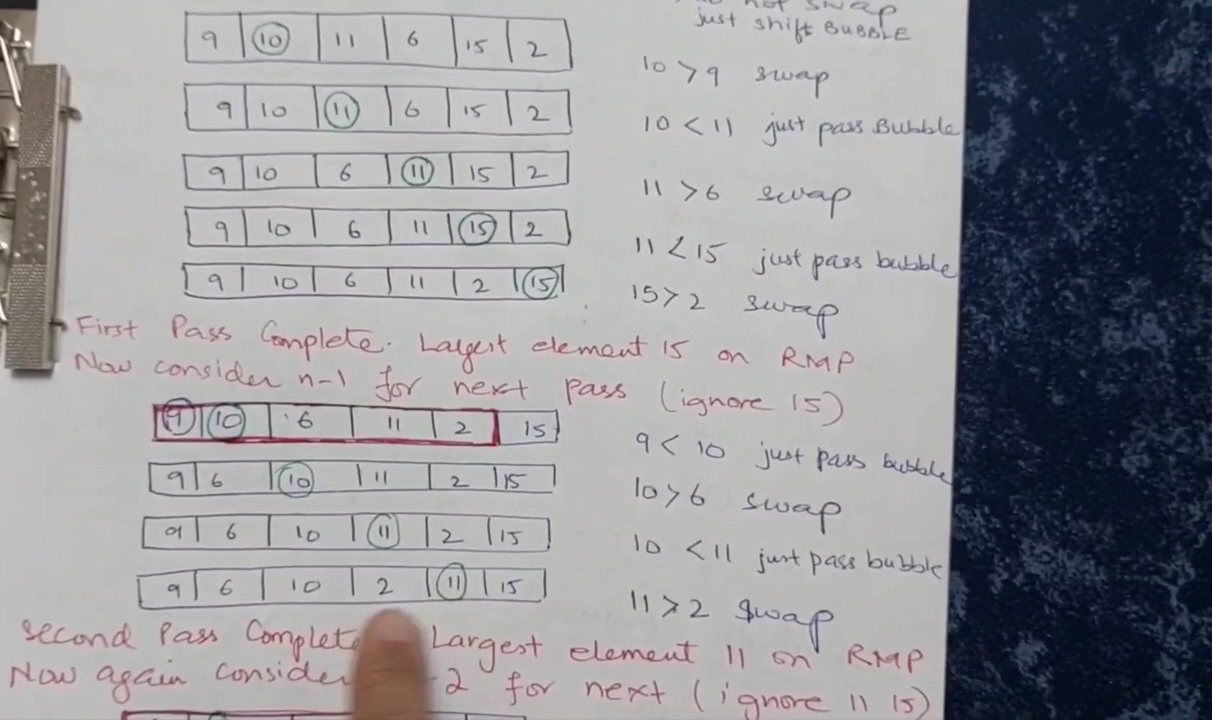 not swap
just shift BUBBLE
9 10 11 6 15 2
10 > 9 swap
9 10 11 6 15 2
10 < 11 just pass Bubble
9 10 6 11 15 2
11 > 6 swap
9 10 6 11 15 2
11 < 15 just pass bubble
9 10 6 11 2 15
15 > 2 swap
First Pass Complete. Largest element 15 on RMP
Now consider n-1 for next pass (ignore 15)
9 10 6 11 2 15
9 < 10 just pass bubble
9 6 10 11 2 15
10 > 6 swap
9 6 10 11 2 15
10 < 11 just pass bubble
9 6 10 2 11 15
11 > 2 swap
Second Pass Complete Largest element 11 on RMP
Now again consider -2 for next (ignore 11 15)